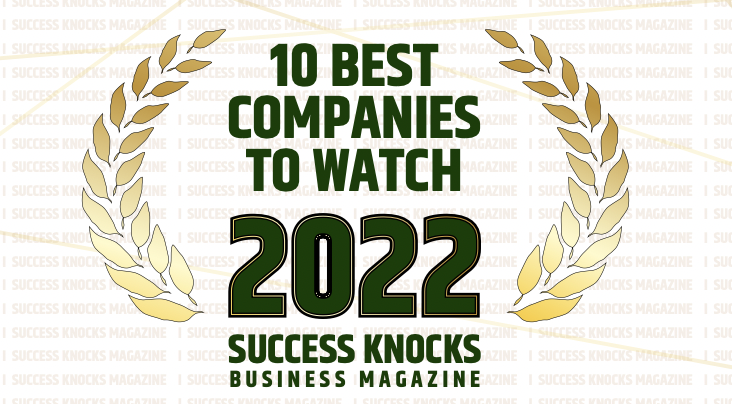 10 BEST
COMPANIES
TO WATCH
2022
SUCCESS KNOCKS
BUSINESS MAGAZINE